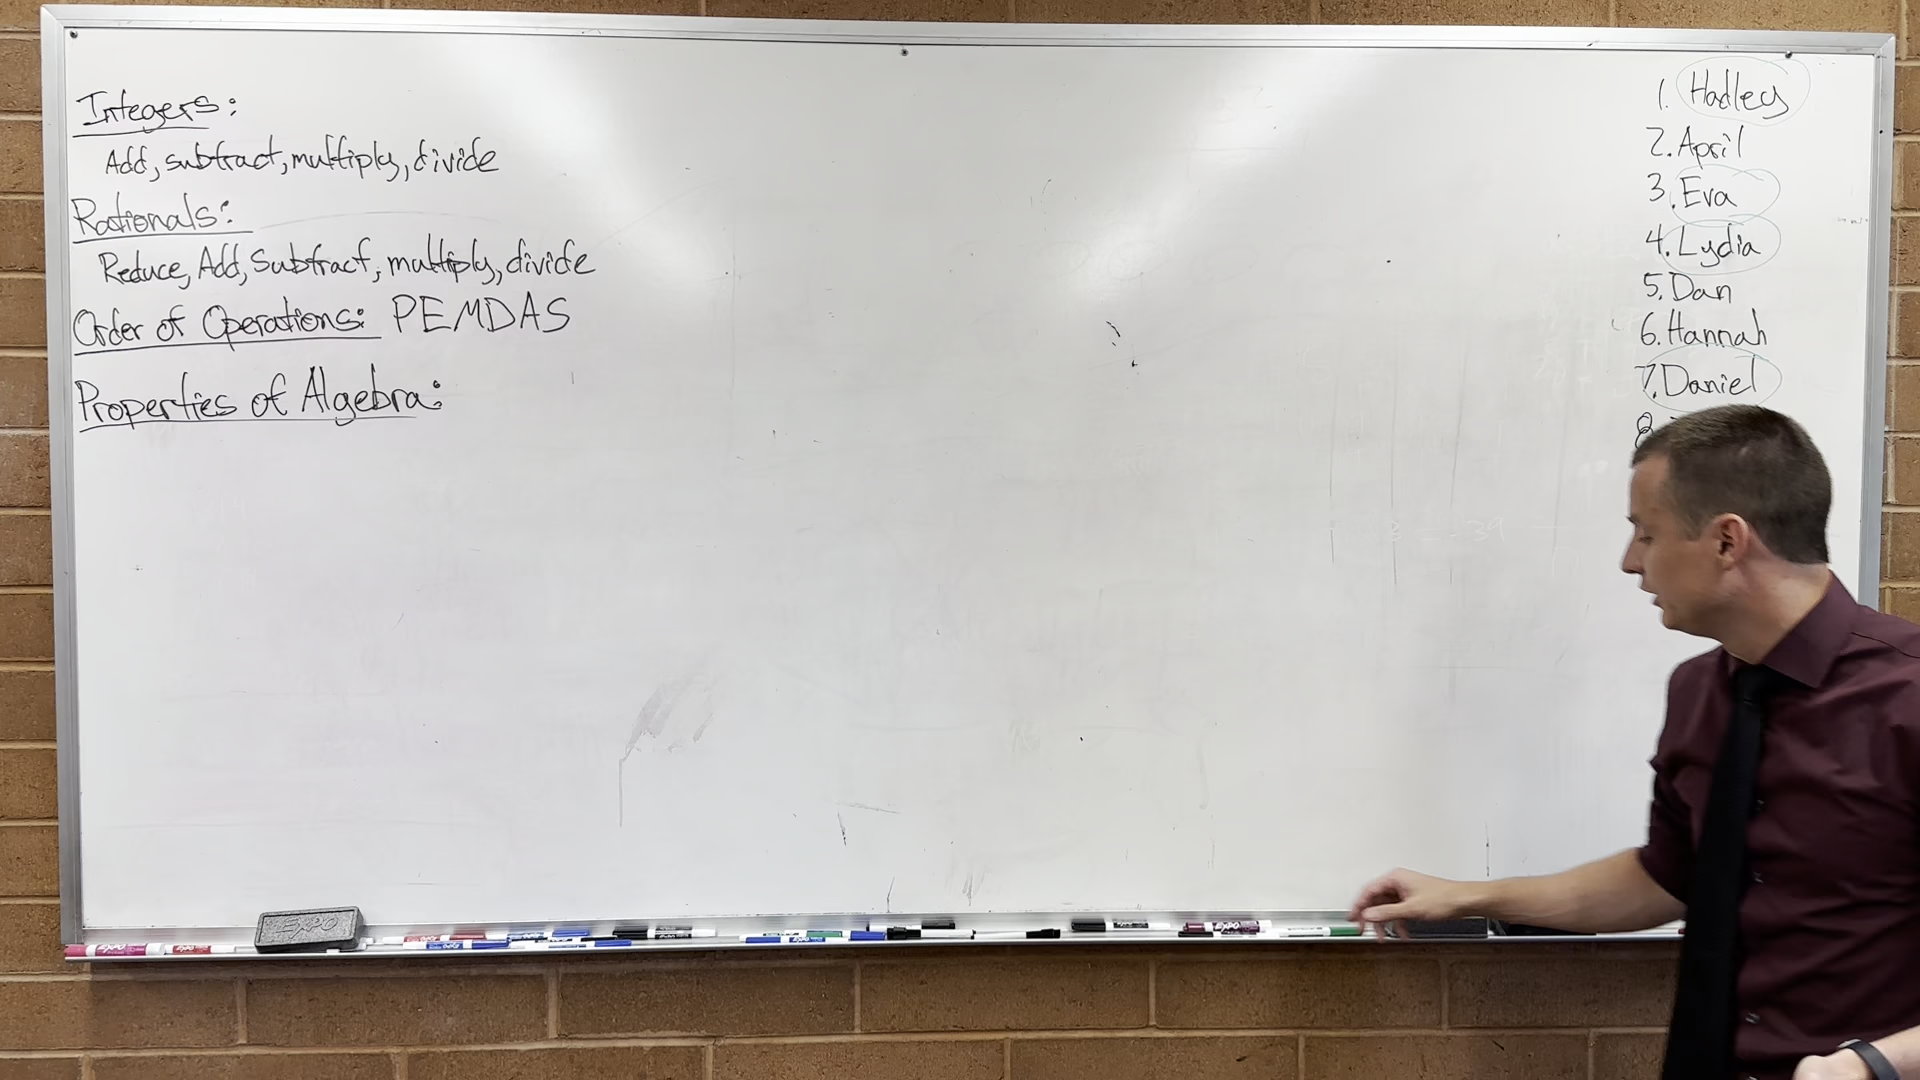 Integers:
Add, subtract, multiply, divide
Rationals:
Reduce, Add, Subtract, multiply, divide
Order of Operations: PEMDAS
Properties of Algebra:
1. Hadley
2. April
3. Eva
4. Lydia
5. Dan
6. Hannah
7. Daniel
8
EXPO